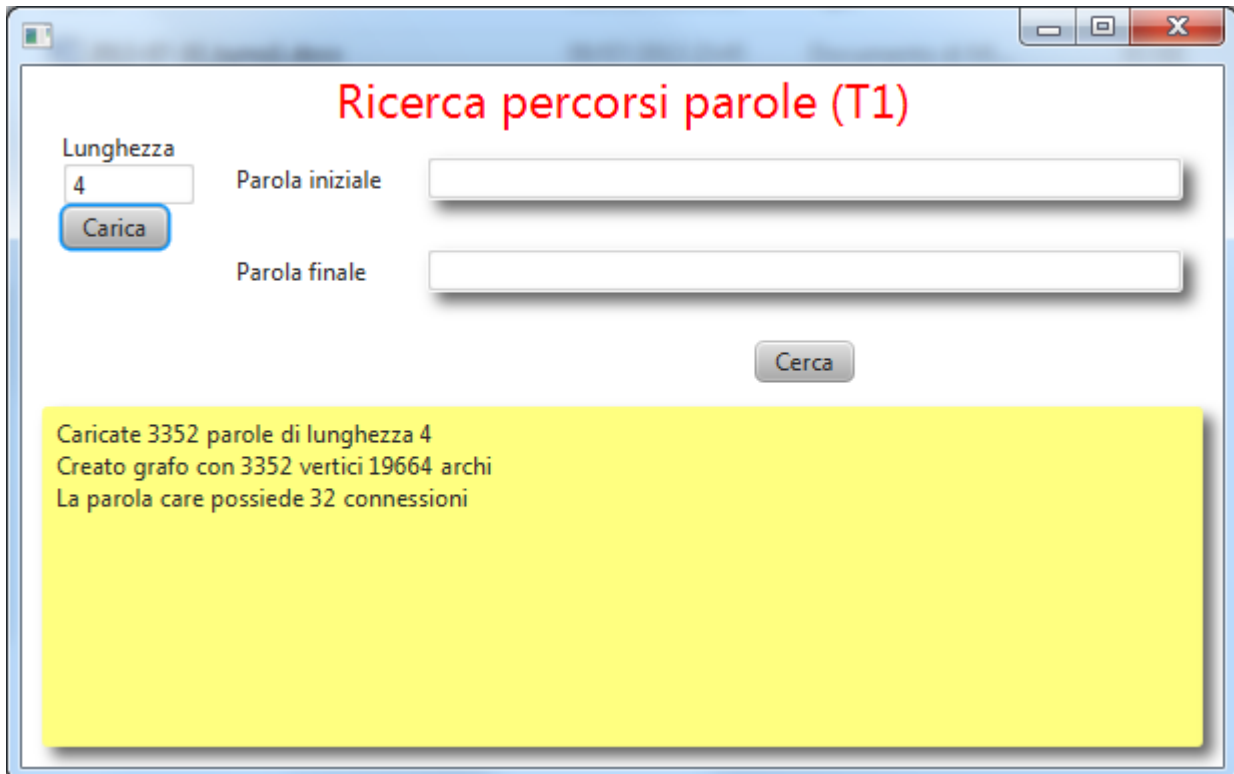 Ricerca percorsi parole (T1)
Lunghezza
4
Parola iniziale
Carica
Parola finale
Cerca
Caricate 3352 parole di lunghezza 4
Creato grafo con 3352 vertici 19664 archi
La parola care possiede 32 connessioni